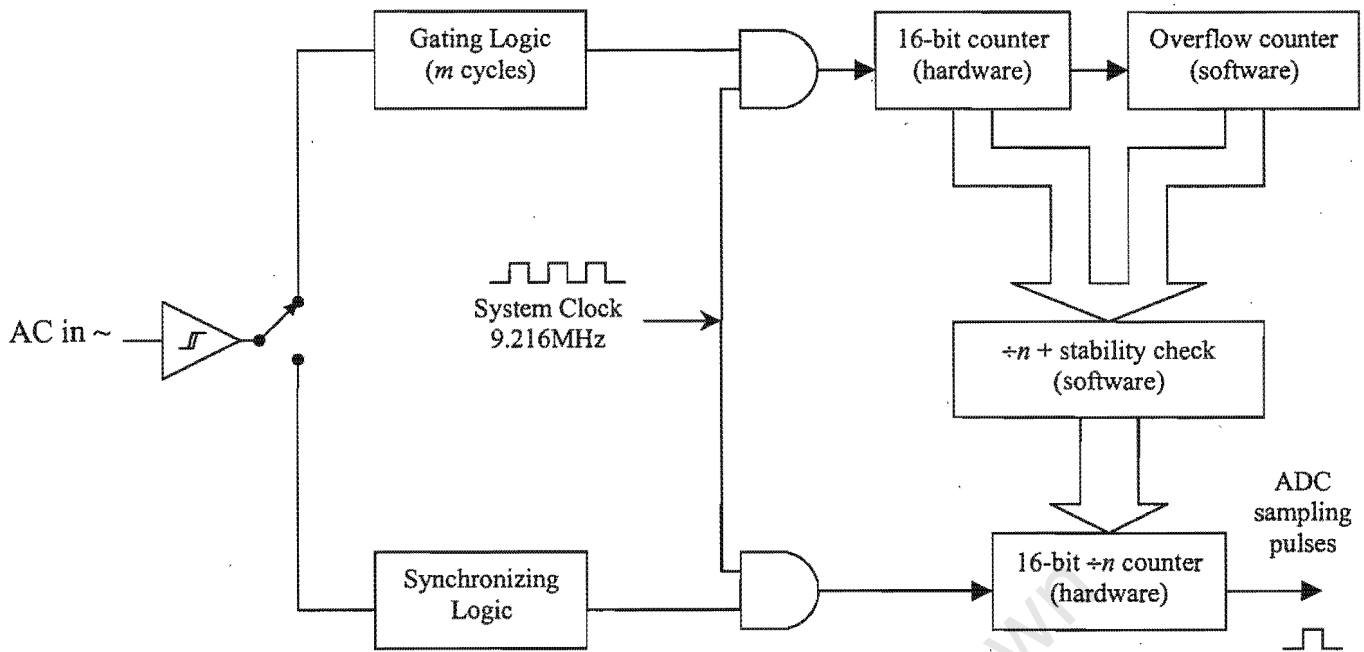 Gating Logic
(m cycles)
16-bit counter
(hardware)
Overflow counter
(software)
AC in ~
System Clock
9.216MHz
÷n + stability check
(software)
Synchronizing
Logic
16-bit ÷n counter
(hardware)
ADC
sampling
pulses